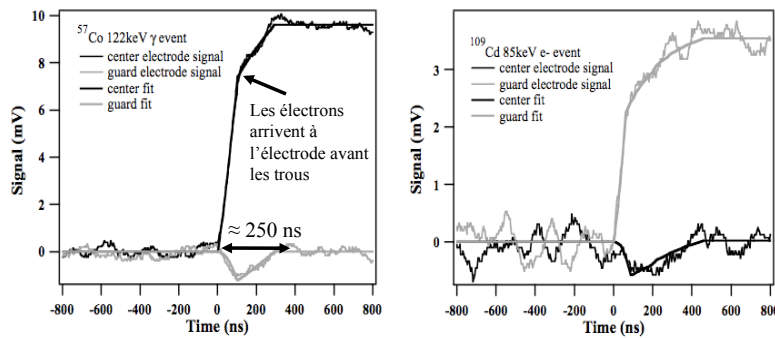 57Co 122keV γ event
center electrode signal
guard electrode signal
center fit
guard fit
Les électrons
arrivent à
l’électrode avant
les trous
≈ 250 ns
Signal (mV)
10
8
6
4
2
0
-800 -600 -400 -200 0 200 400 600 800
Time (ns)
109Cd 85keV e- event
center electrode signal
guard electrode signal
center fit
guard fit
Signal (mV)
3
2
1
0
-800 -600 -400 -200 0 200 400 600 800
Time (ns)